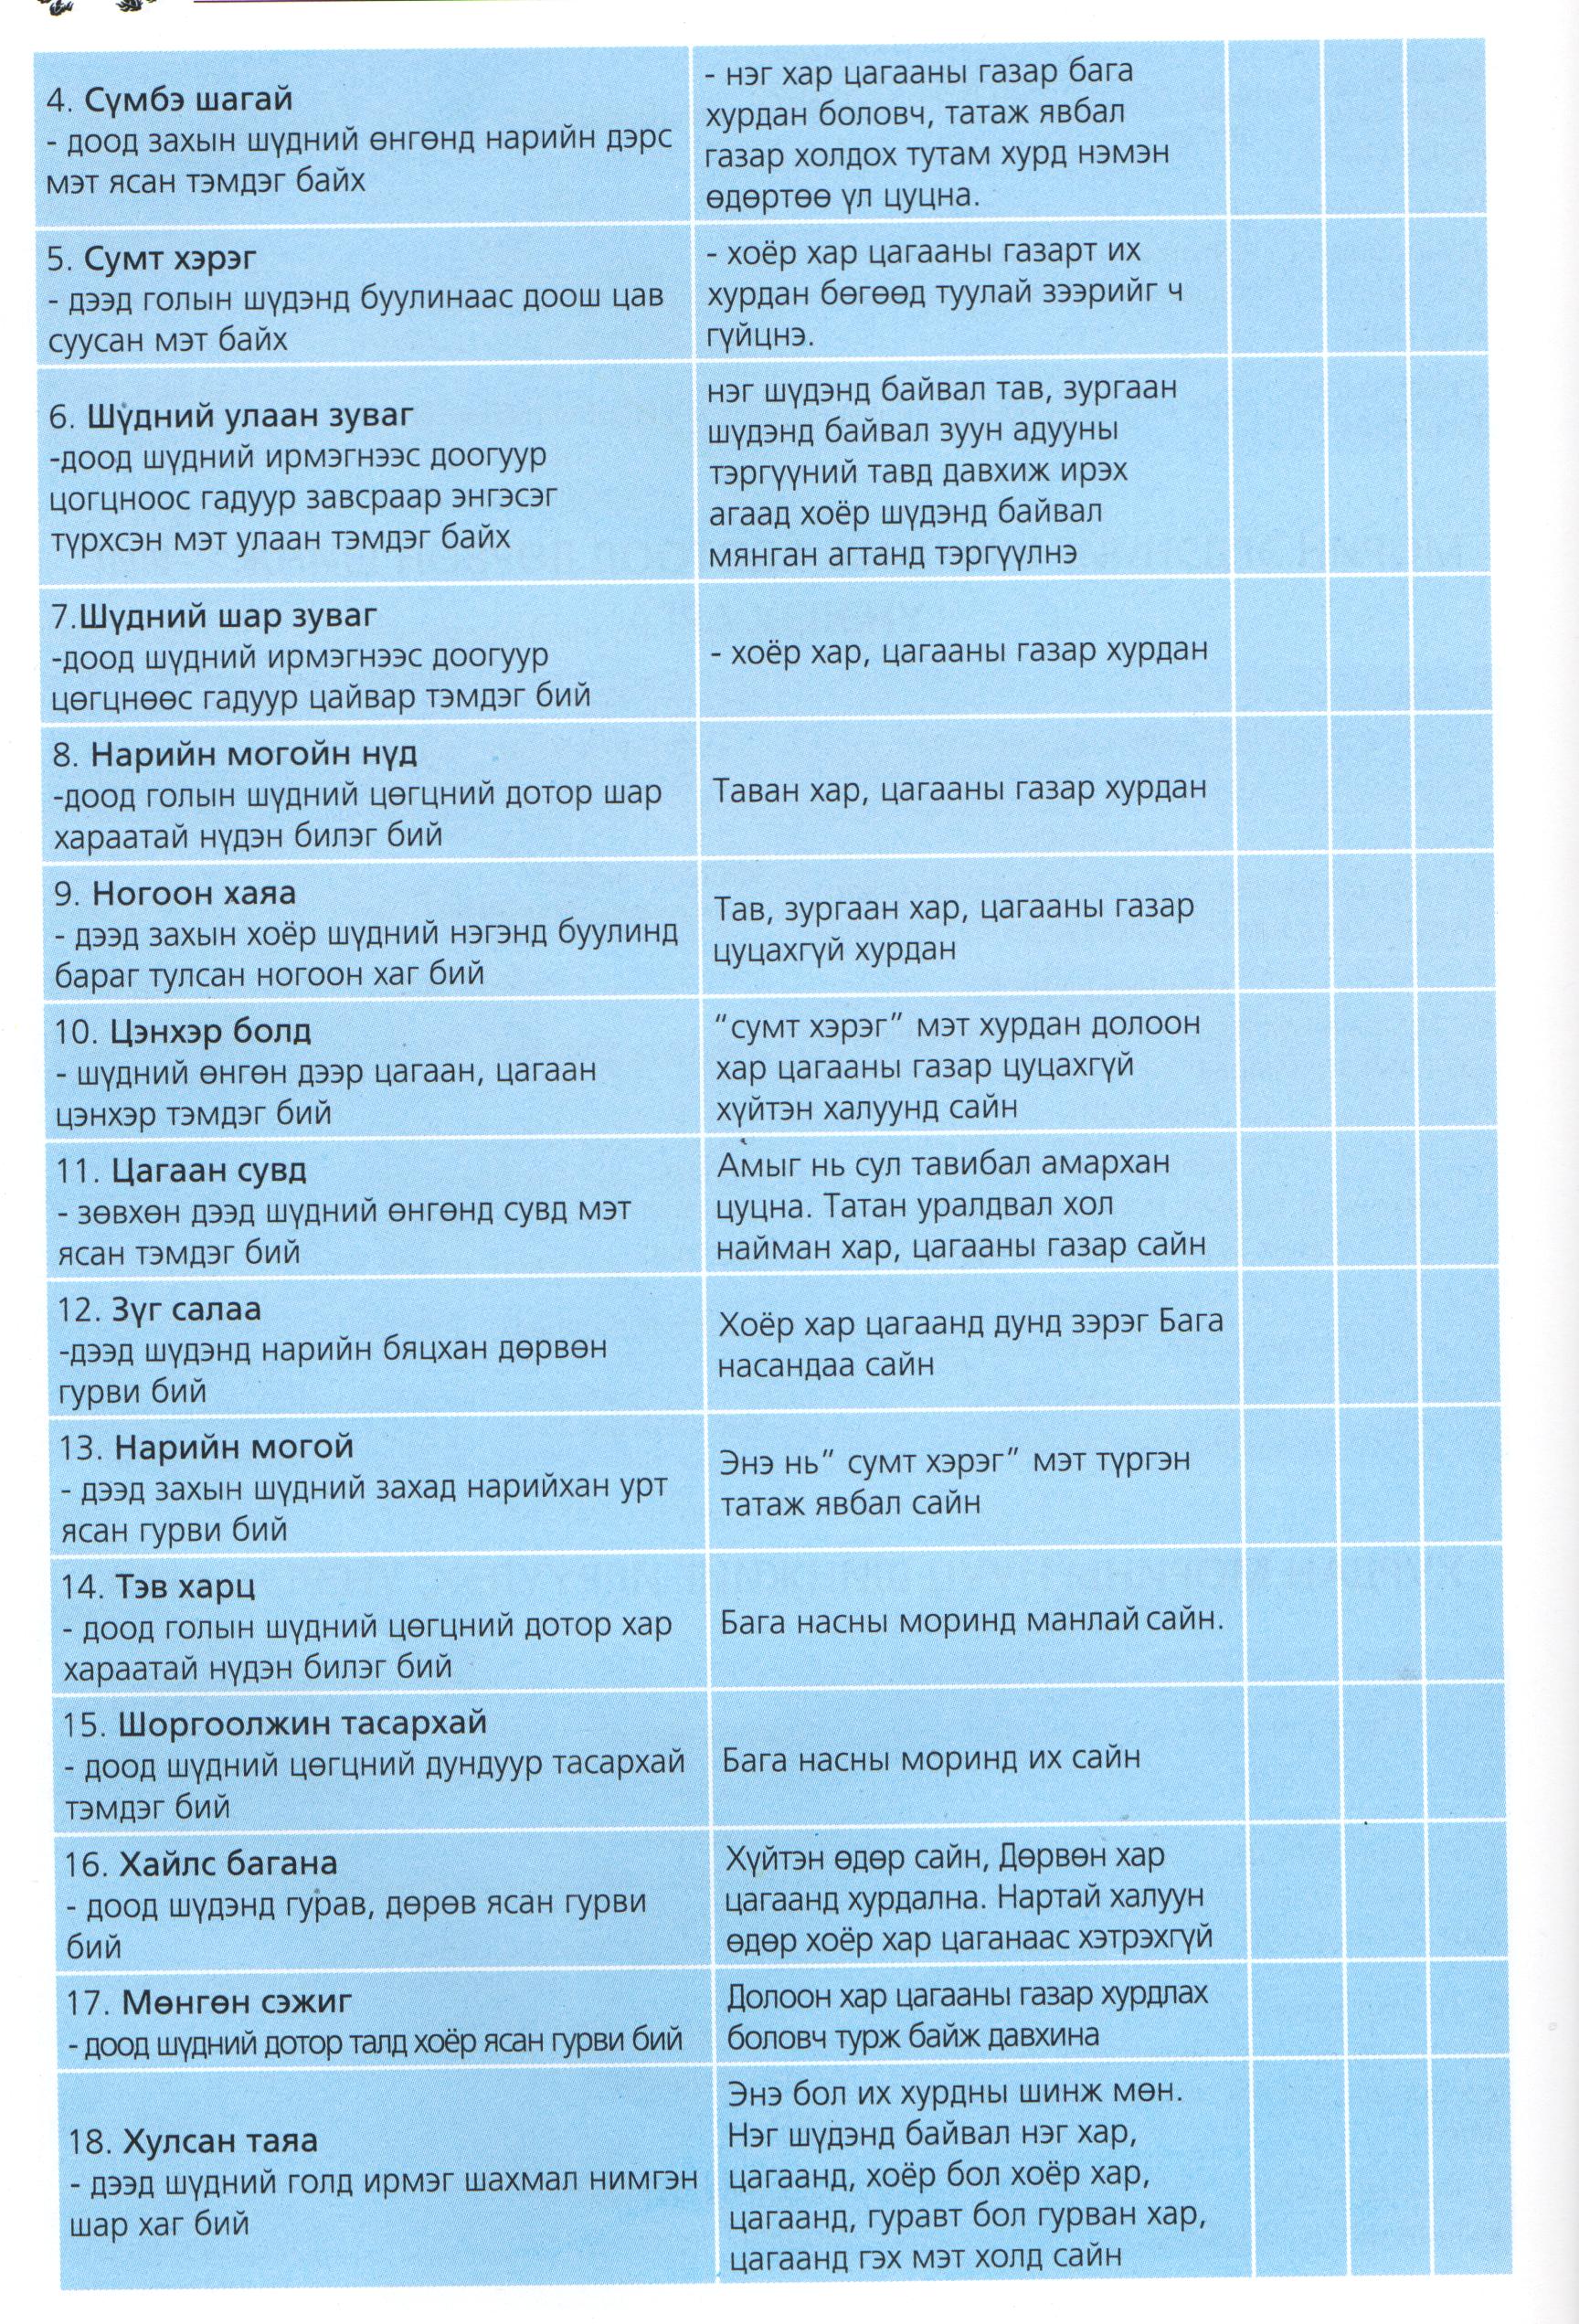 4. Сүмбэ шагай
- доод захын шүдний өнгөнд нарийн дэрс
мэт ясан тэмдэг байх
- нэг хар цагааны газар бага
хурдан боловч, татаж явбал
газар холдох тутам хурд нэмэн
өдөртөө үл цуцна.
5. Сумт хэрэг
- дээд голын шүдэнд буулинаас доош цав
суусан мэт байх
- хоёр хар цагааны газарт их
хурдан бөгөөд туулай зээрийг ч
гүйцнэ.
6. Шүдний улаан зуваг
-доод шүдний ирмэгнээс доогуур
цогцноос гадуур завсраар энгэсэг
түрхсэн мэт улаан тэмдэг байх
нэг шүдэнд байвал тав, зургаан
шүдэнд байвал зуун адууны
тэргүүний тавд давхиж ирэх
агаад хоёр шүдэнд байвал
мянган агтанд тэргүүлнэ
7.Шүдний шар зуваг
-доод шүдний ирмэгнээс доогуур
цөгцнөөс гадуур цайвар тэмдэг бий
- хоёр хар, цагааны газар хурдан
8. Нарийн могойн нүд
-доод голын шүдний цөгцний дотор шар
хараатай нүдэн билэг бий
Таван хар, цагааны газар хурдан
9. Ногоон хаяа
- дээд захын хоёр шүдний нэгэнд буулинд
бараг тулсан ногоон хаг бий
Тав, зургаан хар, цагааны газар
цуцахгүй хурдан
10. Цэнхэр болд
- шүдний өнгөн дээр цагаан, цагаан
цэнхэр тэмдэг бий
“сумт хэрэг” мэт хурдан долоон
хар цагааны газар цуцахгүй
хүйтэн халуунд сайн
11. Цагаан сувд
- зөвхөн дээд шүдний өнгөнд сувд мэт
ясан тэмдэг бий
Амыг нь сул тавибал амархан
цуцна. Татан уралдвал хол
найман хар, цагааны газар сайн
12. Зүг салаа
-дээд шүдэнд нарийн бяцхан дөрвөн
гурви бий
Хоёр хар цагаанд дунд зэрэг Бага
насандаа сайн
13. Нарийн могой
- дээд захын шүдний захад нарийхан урт
ясан гурви бий
Энэ нь” сумт хэрэг” мэт түргэн
татаж явбал сайн
14. Тэв харц
- доод голын шүдний цөгцний дотор хар
хараатай нүдэн билэг бий
Бага насны моринд манлай сайн.
15. Шоргоолжин тасархай
- доод шүдний цөгцний дундуур тасархай
тэмдэг бий
Бага насны моринд их сайн
16. Хайлс багана
- доод шүдэнд гурав, дөрөв ясан гурви
бий
Хүйтэн өдөр сайн, Дөрвөн хар
цагаанд хурдална. Нартай халуун
өдөр хоёр хар цаганаас хэтрэхгүй
17. Мөнгөн сэжиг
- доод шүдний дотор талд хоёр ясан гурви бий
Долоон хар цагааны газар хурдлах
боловч турж байж давхина
18. Хулсан таяа
- дээд шүдний голд ирмэг шахмал нимгэн
шар хаг бий
Энэ бол их хурдны шинж мөн.
Нэг шүдэнд байвал нэг хар,
цагаанд, хоёр бол хоёр хар,
цагаанд, гуравт бол гурван хар,
цагаанд гэх мэт холд сайн